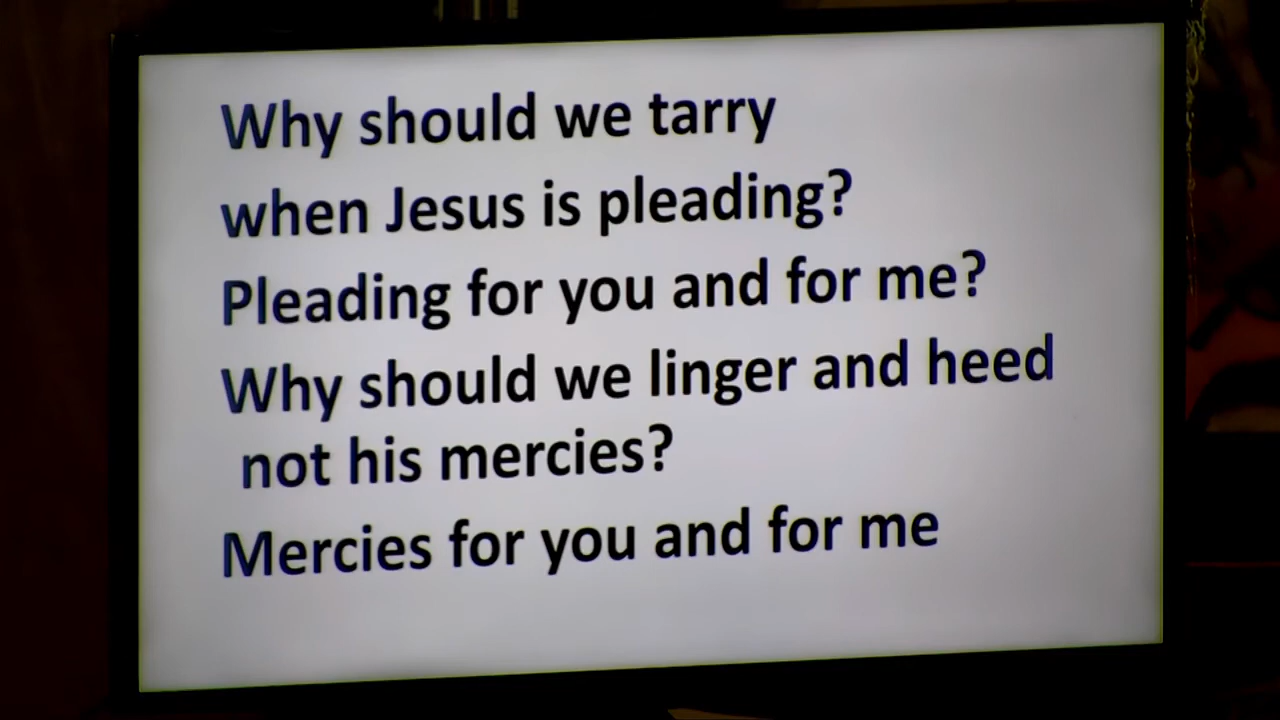 Why should we tarry
when Jesus is pleading?
Pleading for you and for me?
Why should we linger and heed
not his mercies?
Mercies for you and for me